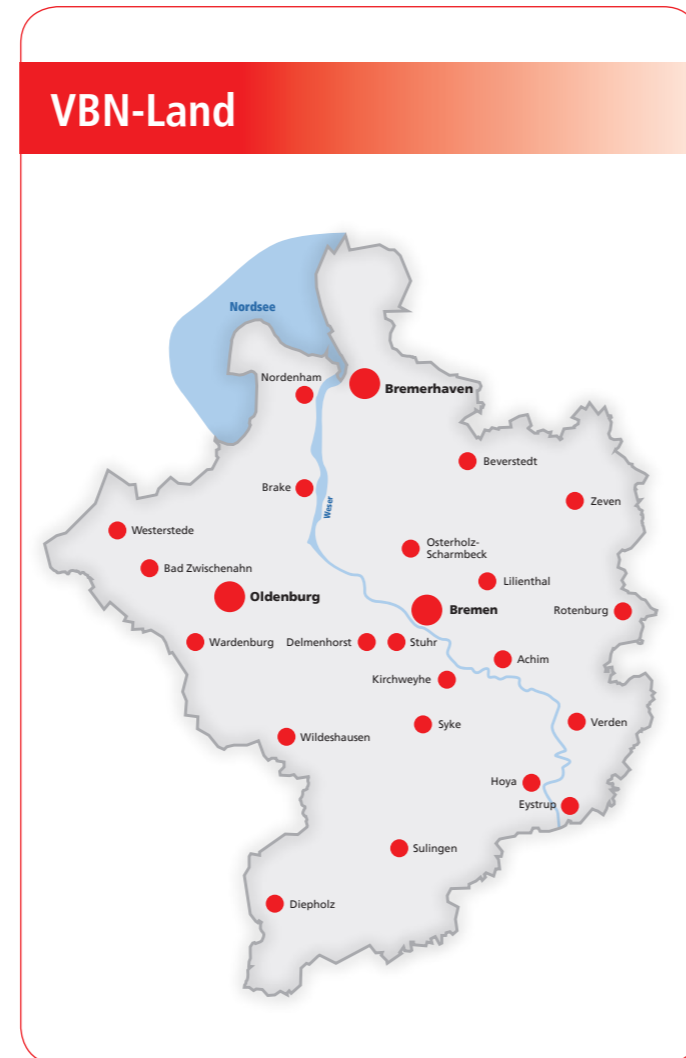 VBN-Land
Nordsee
Nordenham
Bremerhaven
Beverstedt
Brake
Zeven
Weser
Westerstede
Osterholz-
Scharmbeck
Bad Zwischenahn
Lilienthal
Oldenburg
Bremen
Rotenburg
Wardenburg
Delmenhorst
Stuhr
Achim
Kirchweyhe
Syke
Verden
Wildeshausen
Hoya
Eystrup
Sulingen
Diepholz